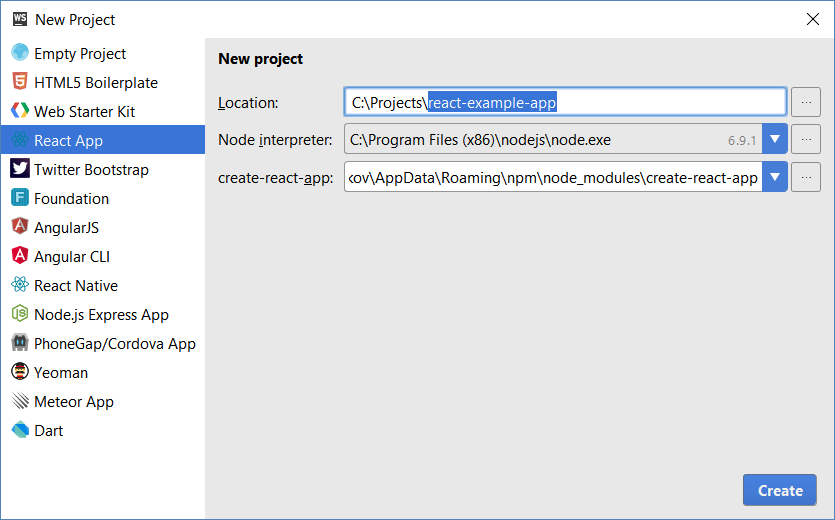 WS New Project
Empty Project
HTML5 Boilerplate
Web Starter Kit
React App
Twitter Bootstrap
Foundation
AngularJS
Angular CLI
React Native
Node.js Express App
PhoneGap/Cordova App
Yeoman
Meteor App
Dart
New project
Location: C:\Projects\react-example-app ...
Node interpreter: C:\Program Files (x86)\nodejs\node.exe 6.9.1 ...
create-react-app: kov\AppData\Roaming\npm\node_modules\create-react-app ...
Create